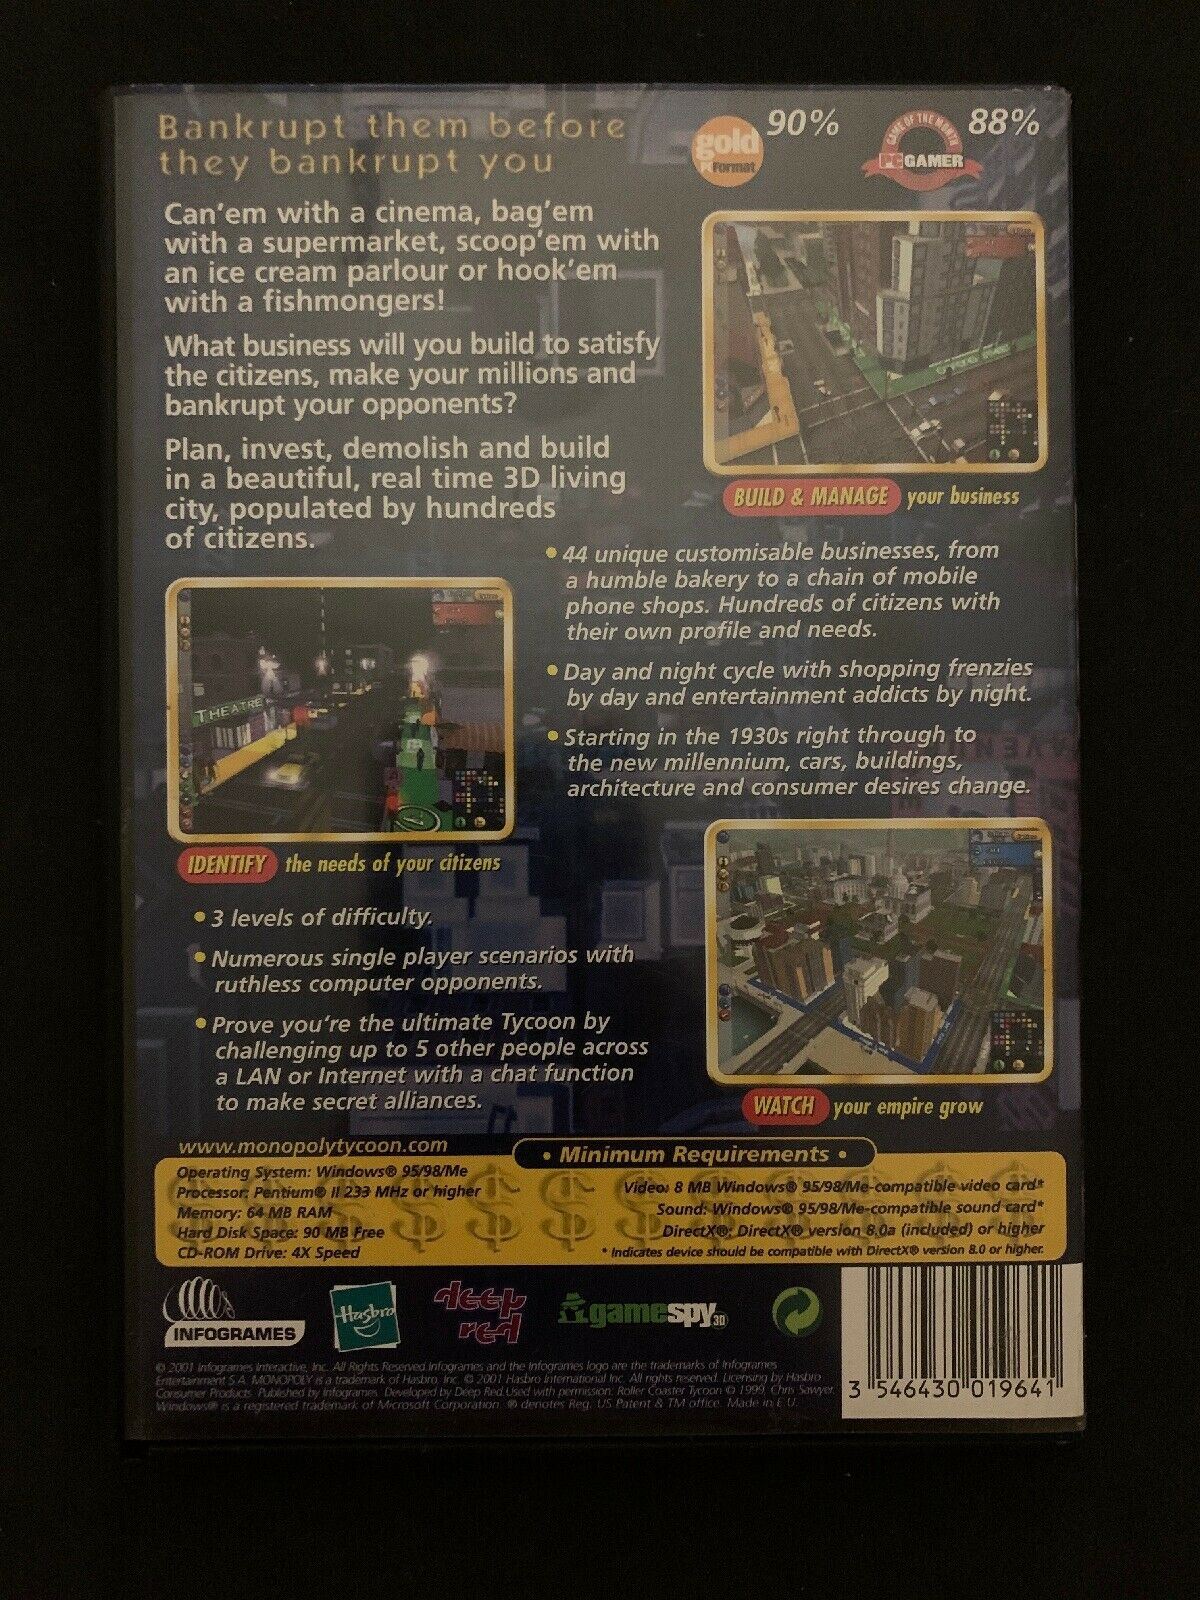 Bankrupt them before
they bankrupt you
gold
PC Format
90%
GAME OF THE MONTH
PC GAMER
88%
Can'em with a cinema, bag'em
with a supermarket, scoop'em with
an ice cream parlour or hook'em
with a fishmongers!
What business will you build to satisfy
the citizens, make your millions and
bankrupt your opponents?
Plan, invest, demolish and build
in a beautiful, real time 3D living
city, populated by hundreds
of citizens.
BUILD & MANAGE your business
• 44 unique customisable businesses, from
a humble bakery to a chain of mobile
phone shops. Hundreds of citizens with
their own profile and needs.
• Day and night cycle with shopping frenzies
by day and entertainment addicts by night.
• Starting in the 1930s right through to
the new millennium, cars, buildings,
architecture and consumer desires change.
THEATRE
IDENTIFY the needs of your citizens
• 3 levels of difficulty.
• Numerous single player scenarios with
ruthless computer opponents.
• Prove you're the ultimate Tycoon by
challenging up to 5 other people across
a LAN or Internet with a chat function
to make secret alliances.
WATCH your empire grow
www.monopolytycoon.com
• Minimum Requirements •
Operating System: Windows® 95/98/Me
Processor: Pentium® II 233 MHz or higher
Memory: 64 MB RAM
Hard Disk Space: 90 MB Free
CD-ROM Drive: 4X Speed
Video: 8 MB Windows® 95/98/Me-compatible video card*
Sound: Windows® 95/98/Me-compatible sound card*
DirectX®: DirectX® version 8.0a (included) or higher
* Indicates device should be compatible with DirectX® version 8.0 or higher.
INFOGRAMES
Hasbro
deep
red
gamespy 3D
© 2001 Infogrames Interactive, Inc. All Rights Reserved Infogrames and the Infogrames logo are the trademarks of Infogrames
Entertainment S.A. MONOPOLY is a trademark of Hasbro, Inc. © 2001 Hasbro International Inc. All rights reserved. Licensing by Hasbro
Consumer Products. Published by Infogrames. Developed by Deep Red. Used with permission: Roller Coaster Tycoon © 1999, Chris Sawyer.
Windows® is a registered trademark of Microsoft Corporation. ® denotes Reg. US Patent & TM office. Made in E.U.
3 546430 019641